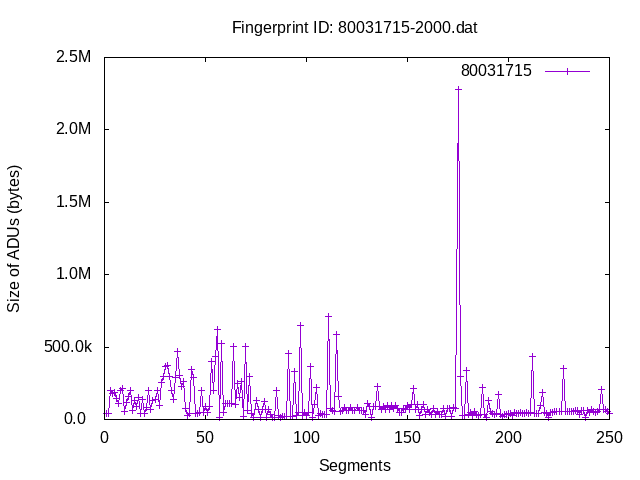 Fingerprint ID: 80031715-2000.dat
80031715
2.5M
2.0M
1.5M
1.0M
500.0k
0.0
Size of ADUs (bytes)
0 50 100 150 200 250
Segments